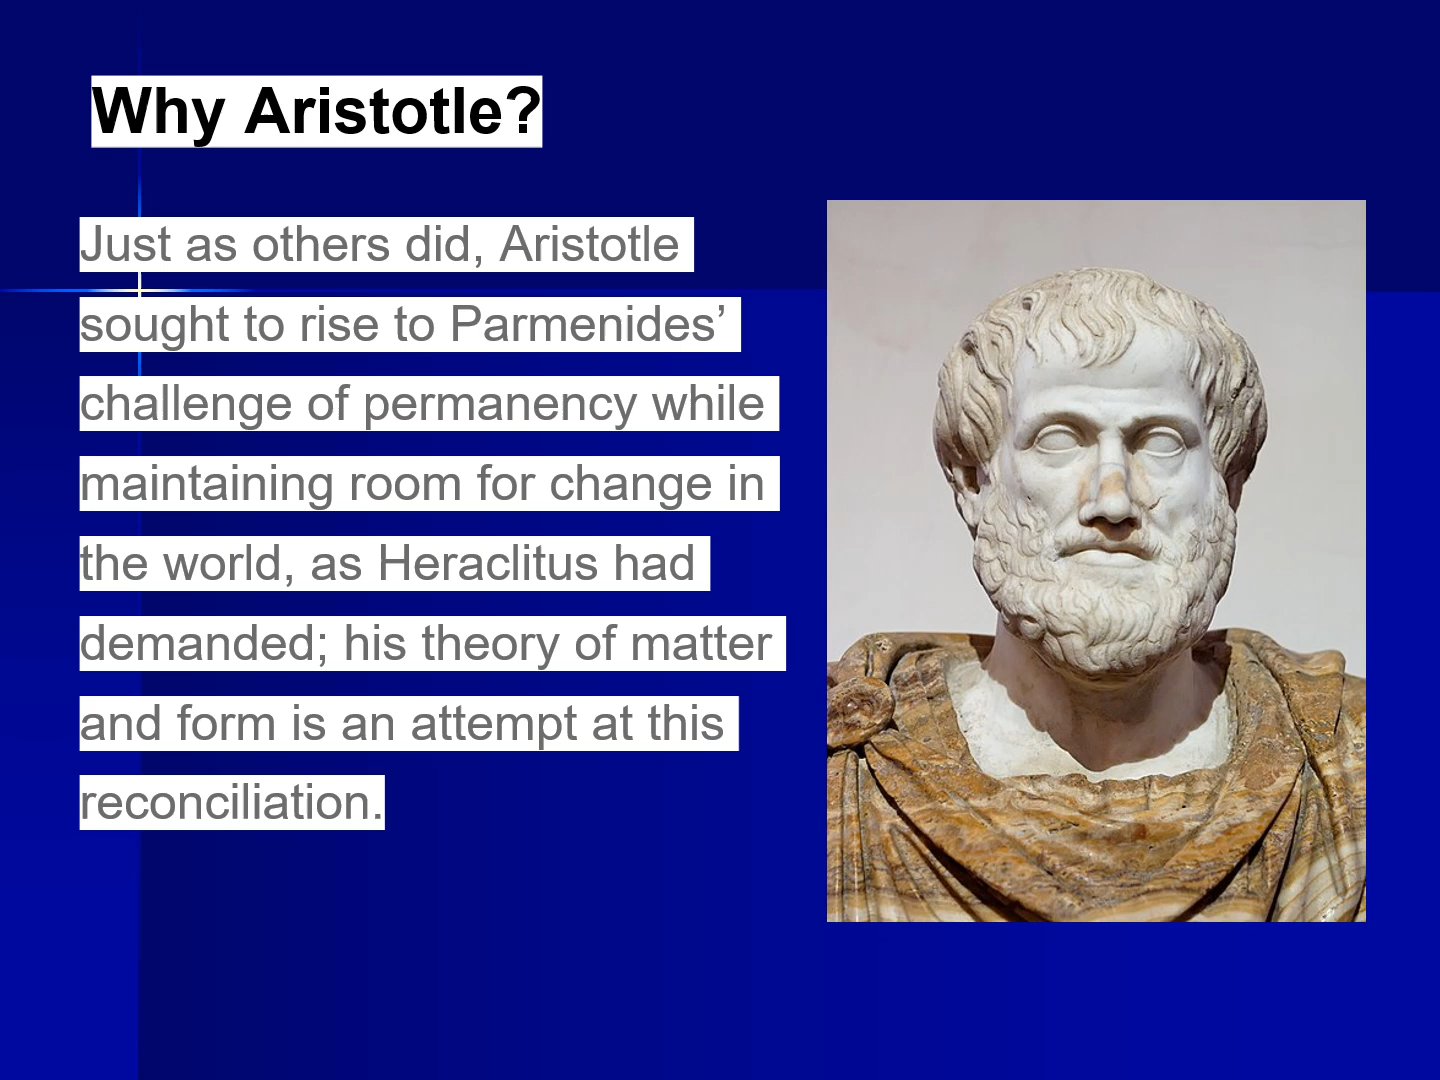 Why Aristotle?
Just as others did, Aristotle
sought to rise to Parmenides’
challenge of permanency while
maintaining room for change in
the world, as Heraclitus had
demanded; his theory of matter
and form is an attempt at this
reconciliation.